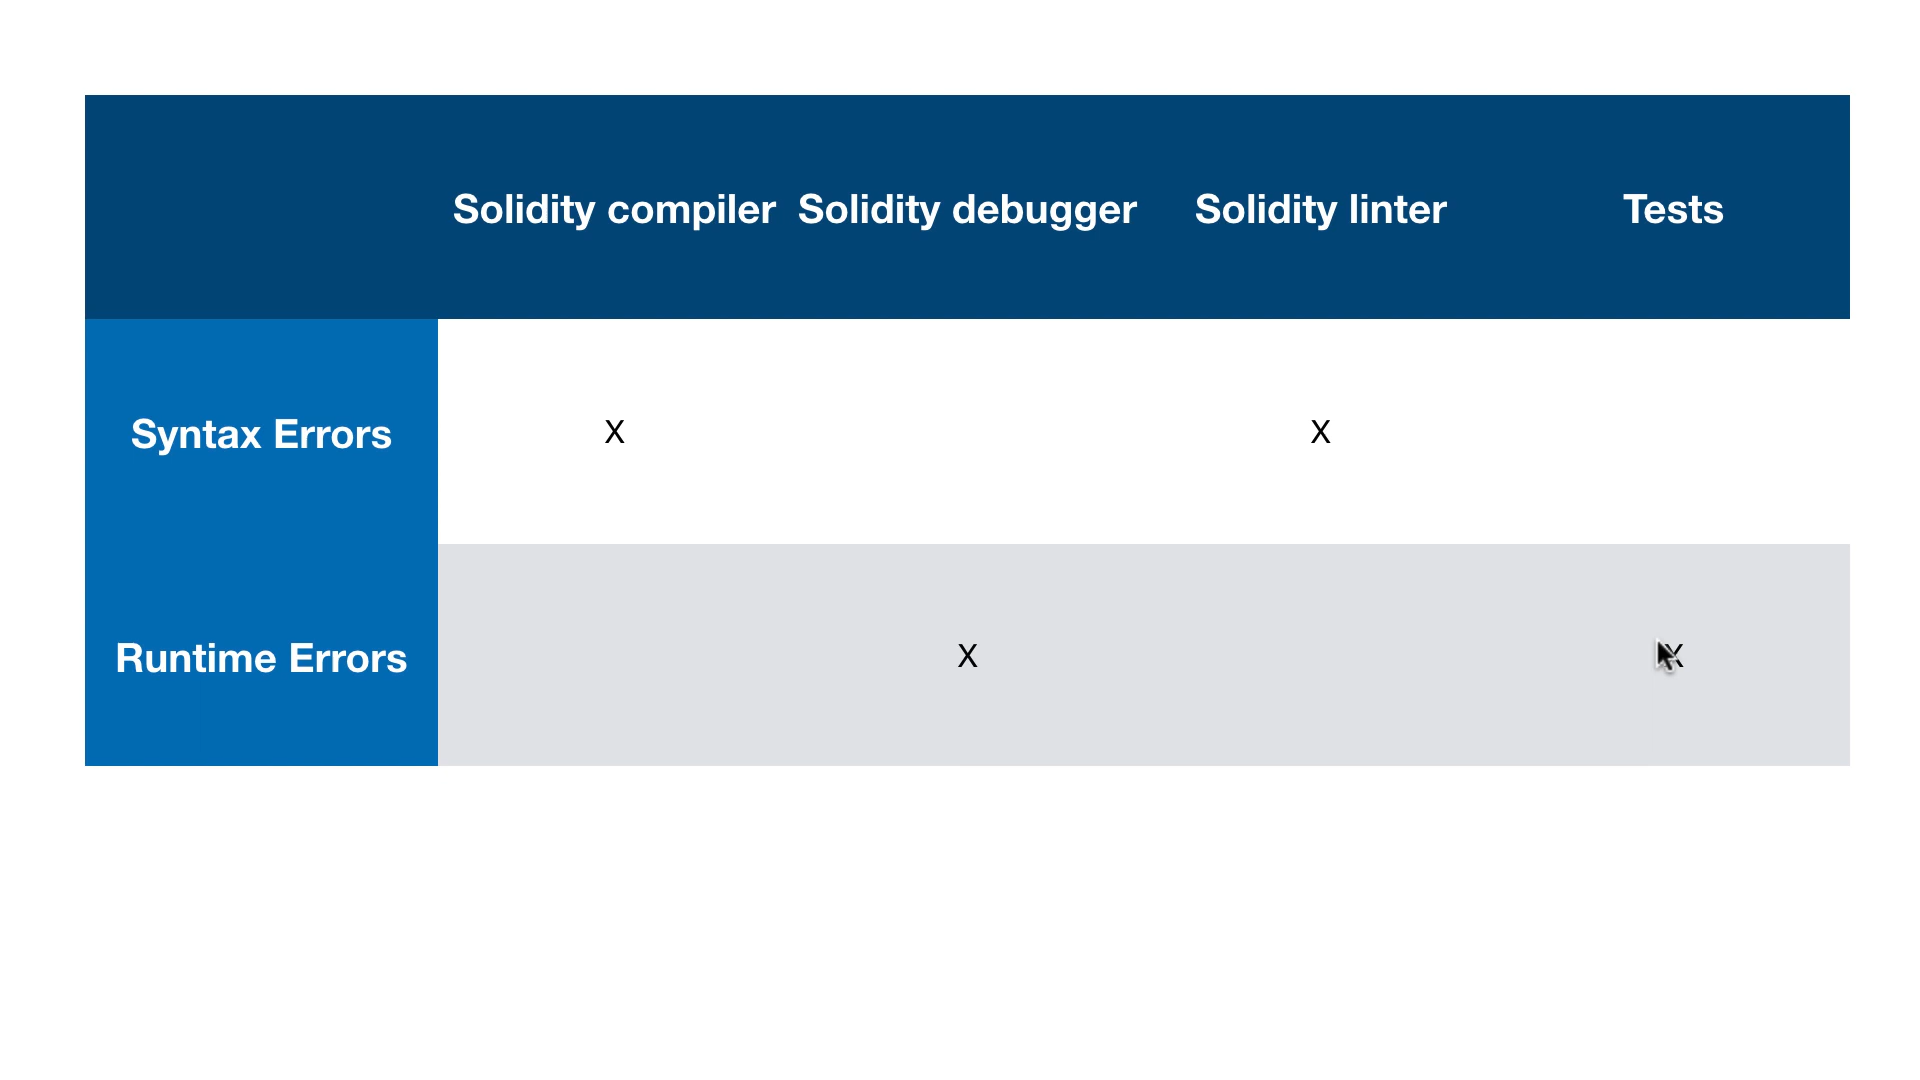 Solidity compiler Solidity debugger Solidity linter Tests
Syntax Errors X X
Runtime Errors X X